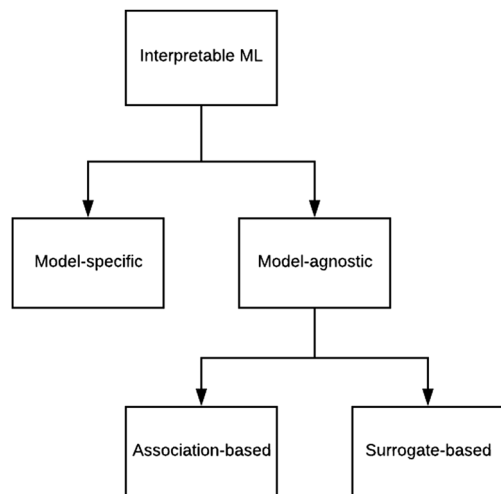 Interpretable ML
Model-specific
Model-agnostic
Association-based
Surrogate-based